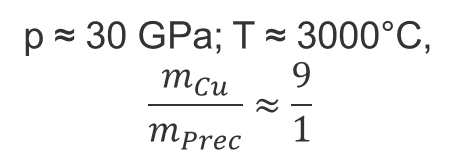 p ≈ 30 GPa; T ≈ 3000°C,
m_Cu / m_Prec ≈ 9/1